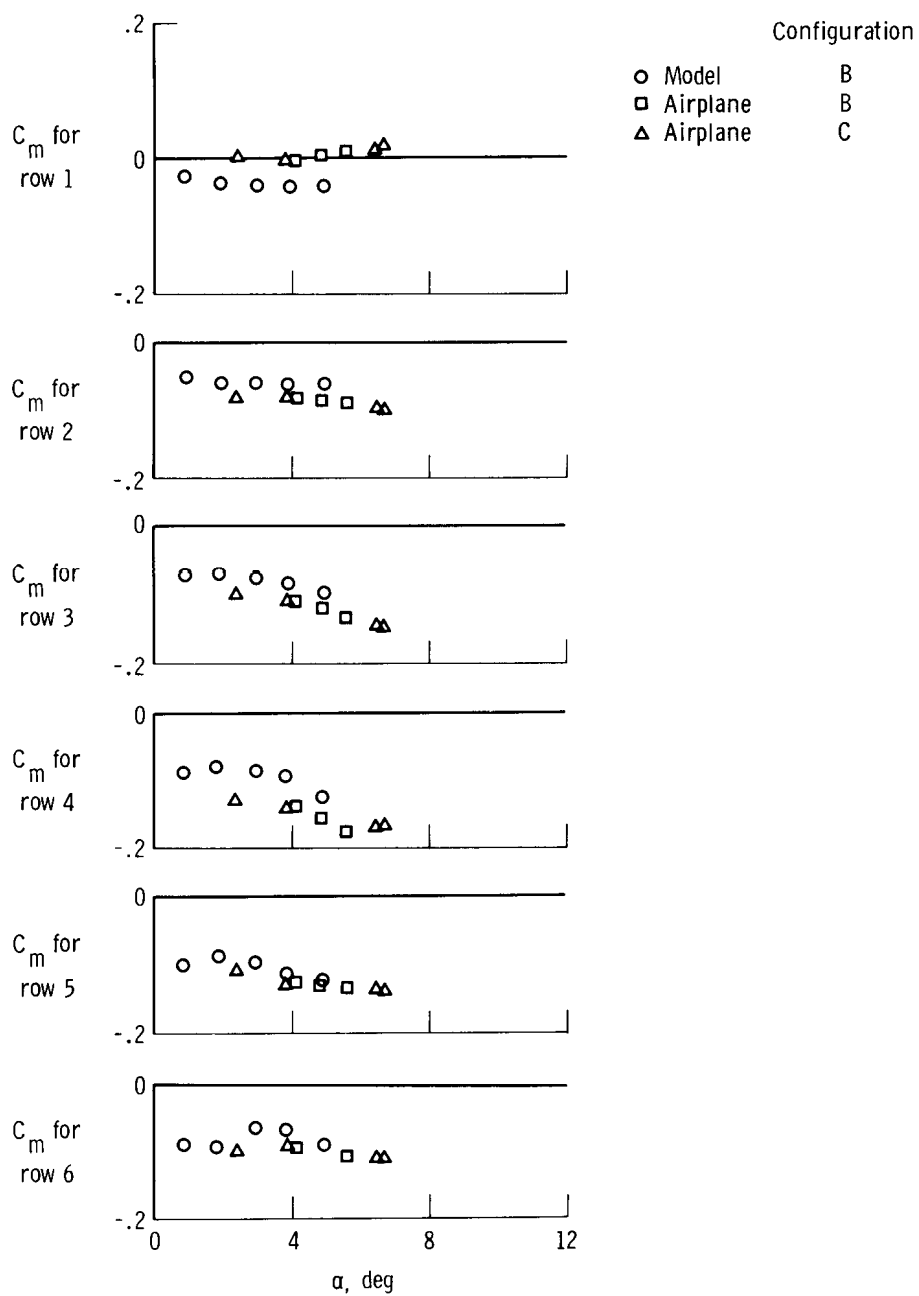 Configuration
Model B
Airplane B
Airplane C
.2
C_m for
row 1
0
-.2
0
C_m for
row 2
-.2
0
C_m for
row 3
-.2
0
C_m for
row 4
-.2
0
C_m for
row 5
-.2
0
C_m for
row 6
-.2
0 4 8 12
α, deg